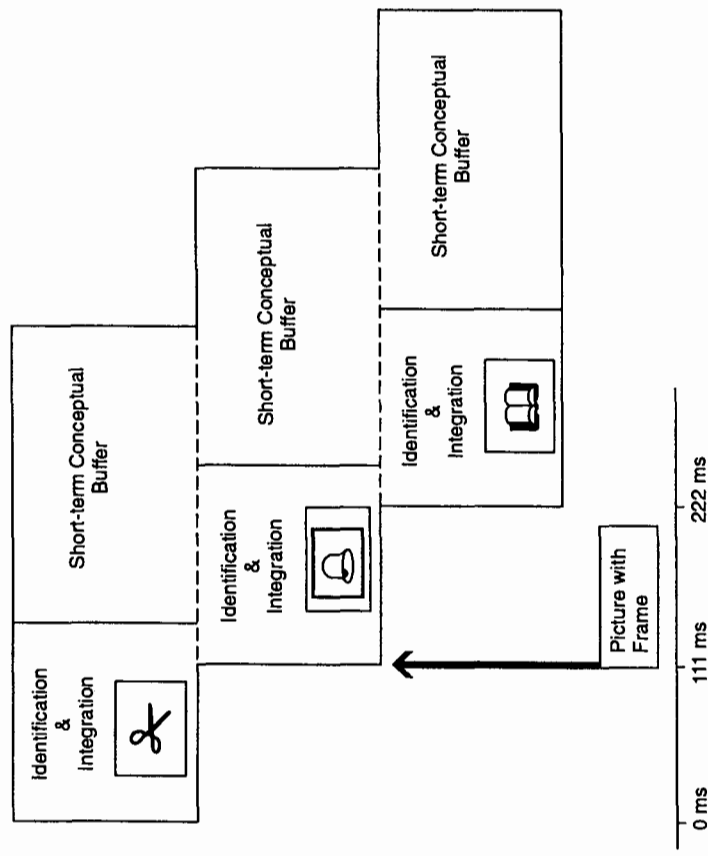 Identification
&
Integration
Short-term Conceptual
Buffer
Identification
&
Integration
Short-term Conceptual
Buffer
Identification
&
Integration
Short-term Conceptual
Buffer
Picture with
Frame
0 ms
111 ms
222 ms